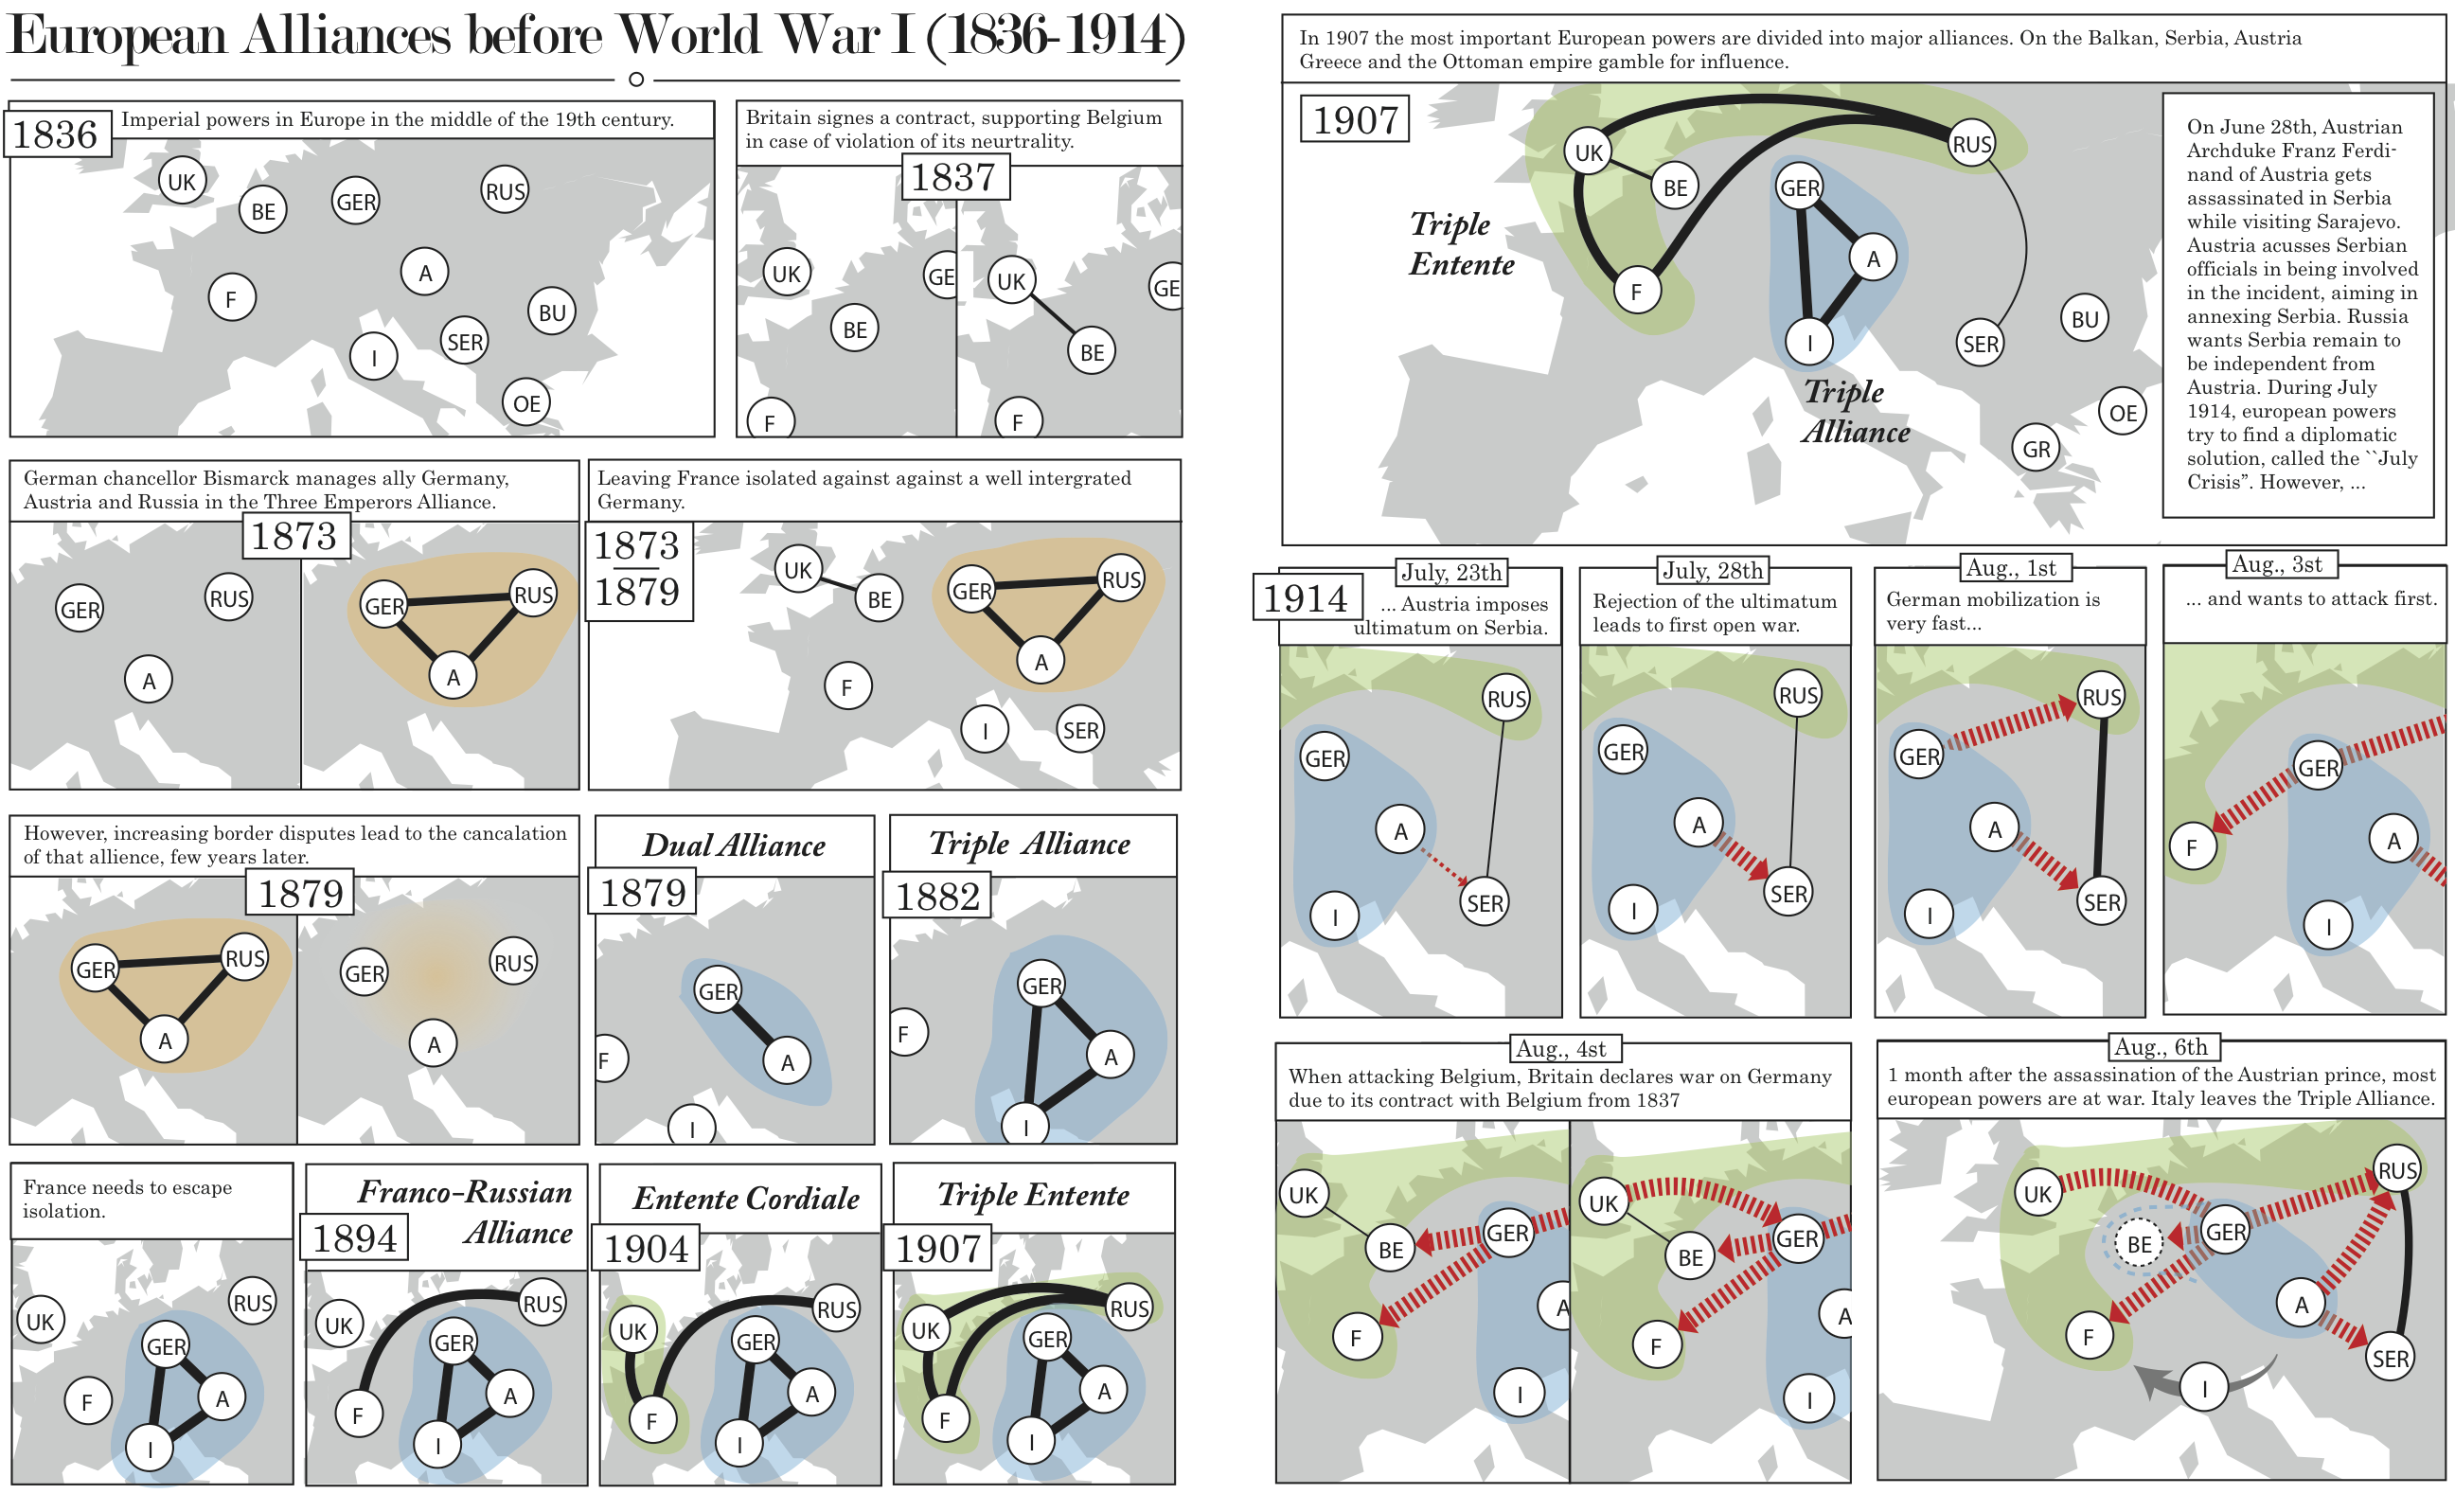 European Alliances before World War I (1836-1914)
1836
Imperial powers in Europe in the middle of the 19th century.
UK
BE
GER
RUS
F
A
BU
I
SER
OE
Britain signes a contract, supporting Belgium
in case of violation of its neurtrality.
1837
UK
GE
BE
F
UK
GE
BE
F
German chancellor Bismarck manages ally Germany,
Austria and Russia in the Three Emperors Alliance.
1873
GER
RUS
A
GER
RUS
A
Leaving France isolated against against a well intergrated
Germany.
1873
1879
UK
BE
GER
RUS
F
A
I
SER
However, increasing border disputes lead to the cancalation
of that allience, few years later.
1879
GER
RUS
A
GER
RUS
A
Dual Alliance
1879
GER
F
A
I
Triple Alliance
1882
GER
F
A
I
France needs to escape
isolation.
UK
RUS
GER
F
A
I
Franco-Russian
Alliance
1894
UK
RUS
GER
F
A
I
Entente Cordiale
1904
UK
RUS
GER
F
A
I
Triple Entente
1907
UK
RUS
GER
F
A
I
In 1907 the most important European powers are divided into major alliances. On the Balkan, Serbia, Austria
Greece and the Ottoman empire gamble for influence.
1907
UK
BE
GER
RUS
Triple
Entente
A
F
I
SER
BU
Triple
Alliance
OE
GR
On June 28th, Austrian
Archduke Franz Ferdi-
nand of Austria gets
assassinated in Serbia
while visiting Sarajevo.
Austria acusses Serbian
officials in being involved
in the incident, aiming in
annexing Serbia. Russia
wants Serbia remain to
be independent from
Austria. During July
1914, european powers
try to find a diplomatic
solution, called the ``July
Crisis”. However, ...
1914
July, 23th
... Austria imposes
ultimatum on Serbia.
RUS
GER
A
SER
I
July, 28th
Rejection of the ultimatum
leads to first open war.
RUS
GER
A
SER
I
Aug., 1st
German mobilization is
very fast...
RUS
GER
A
SER
I
Aug., 3st
... and wants to attack first.
GER
F
A
I
Aug., 4st
When attacking Belgium, Britain declares war on Germany
due to its contract with Belgium from 1837
UK
BE
GER
F
A
I
UK
BE
GER
F
A
I
Aug., 6th
1 month after the assassination of the Austrian prince, most
european powers are at war. Italy leaves the Triple Alliance.
UK
RUS
BE
GER
A
F
SER
I